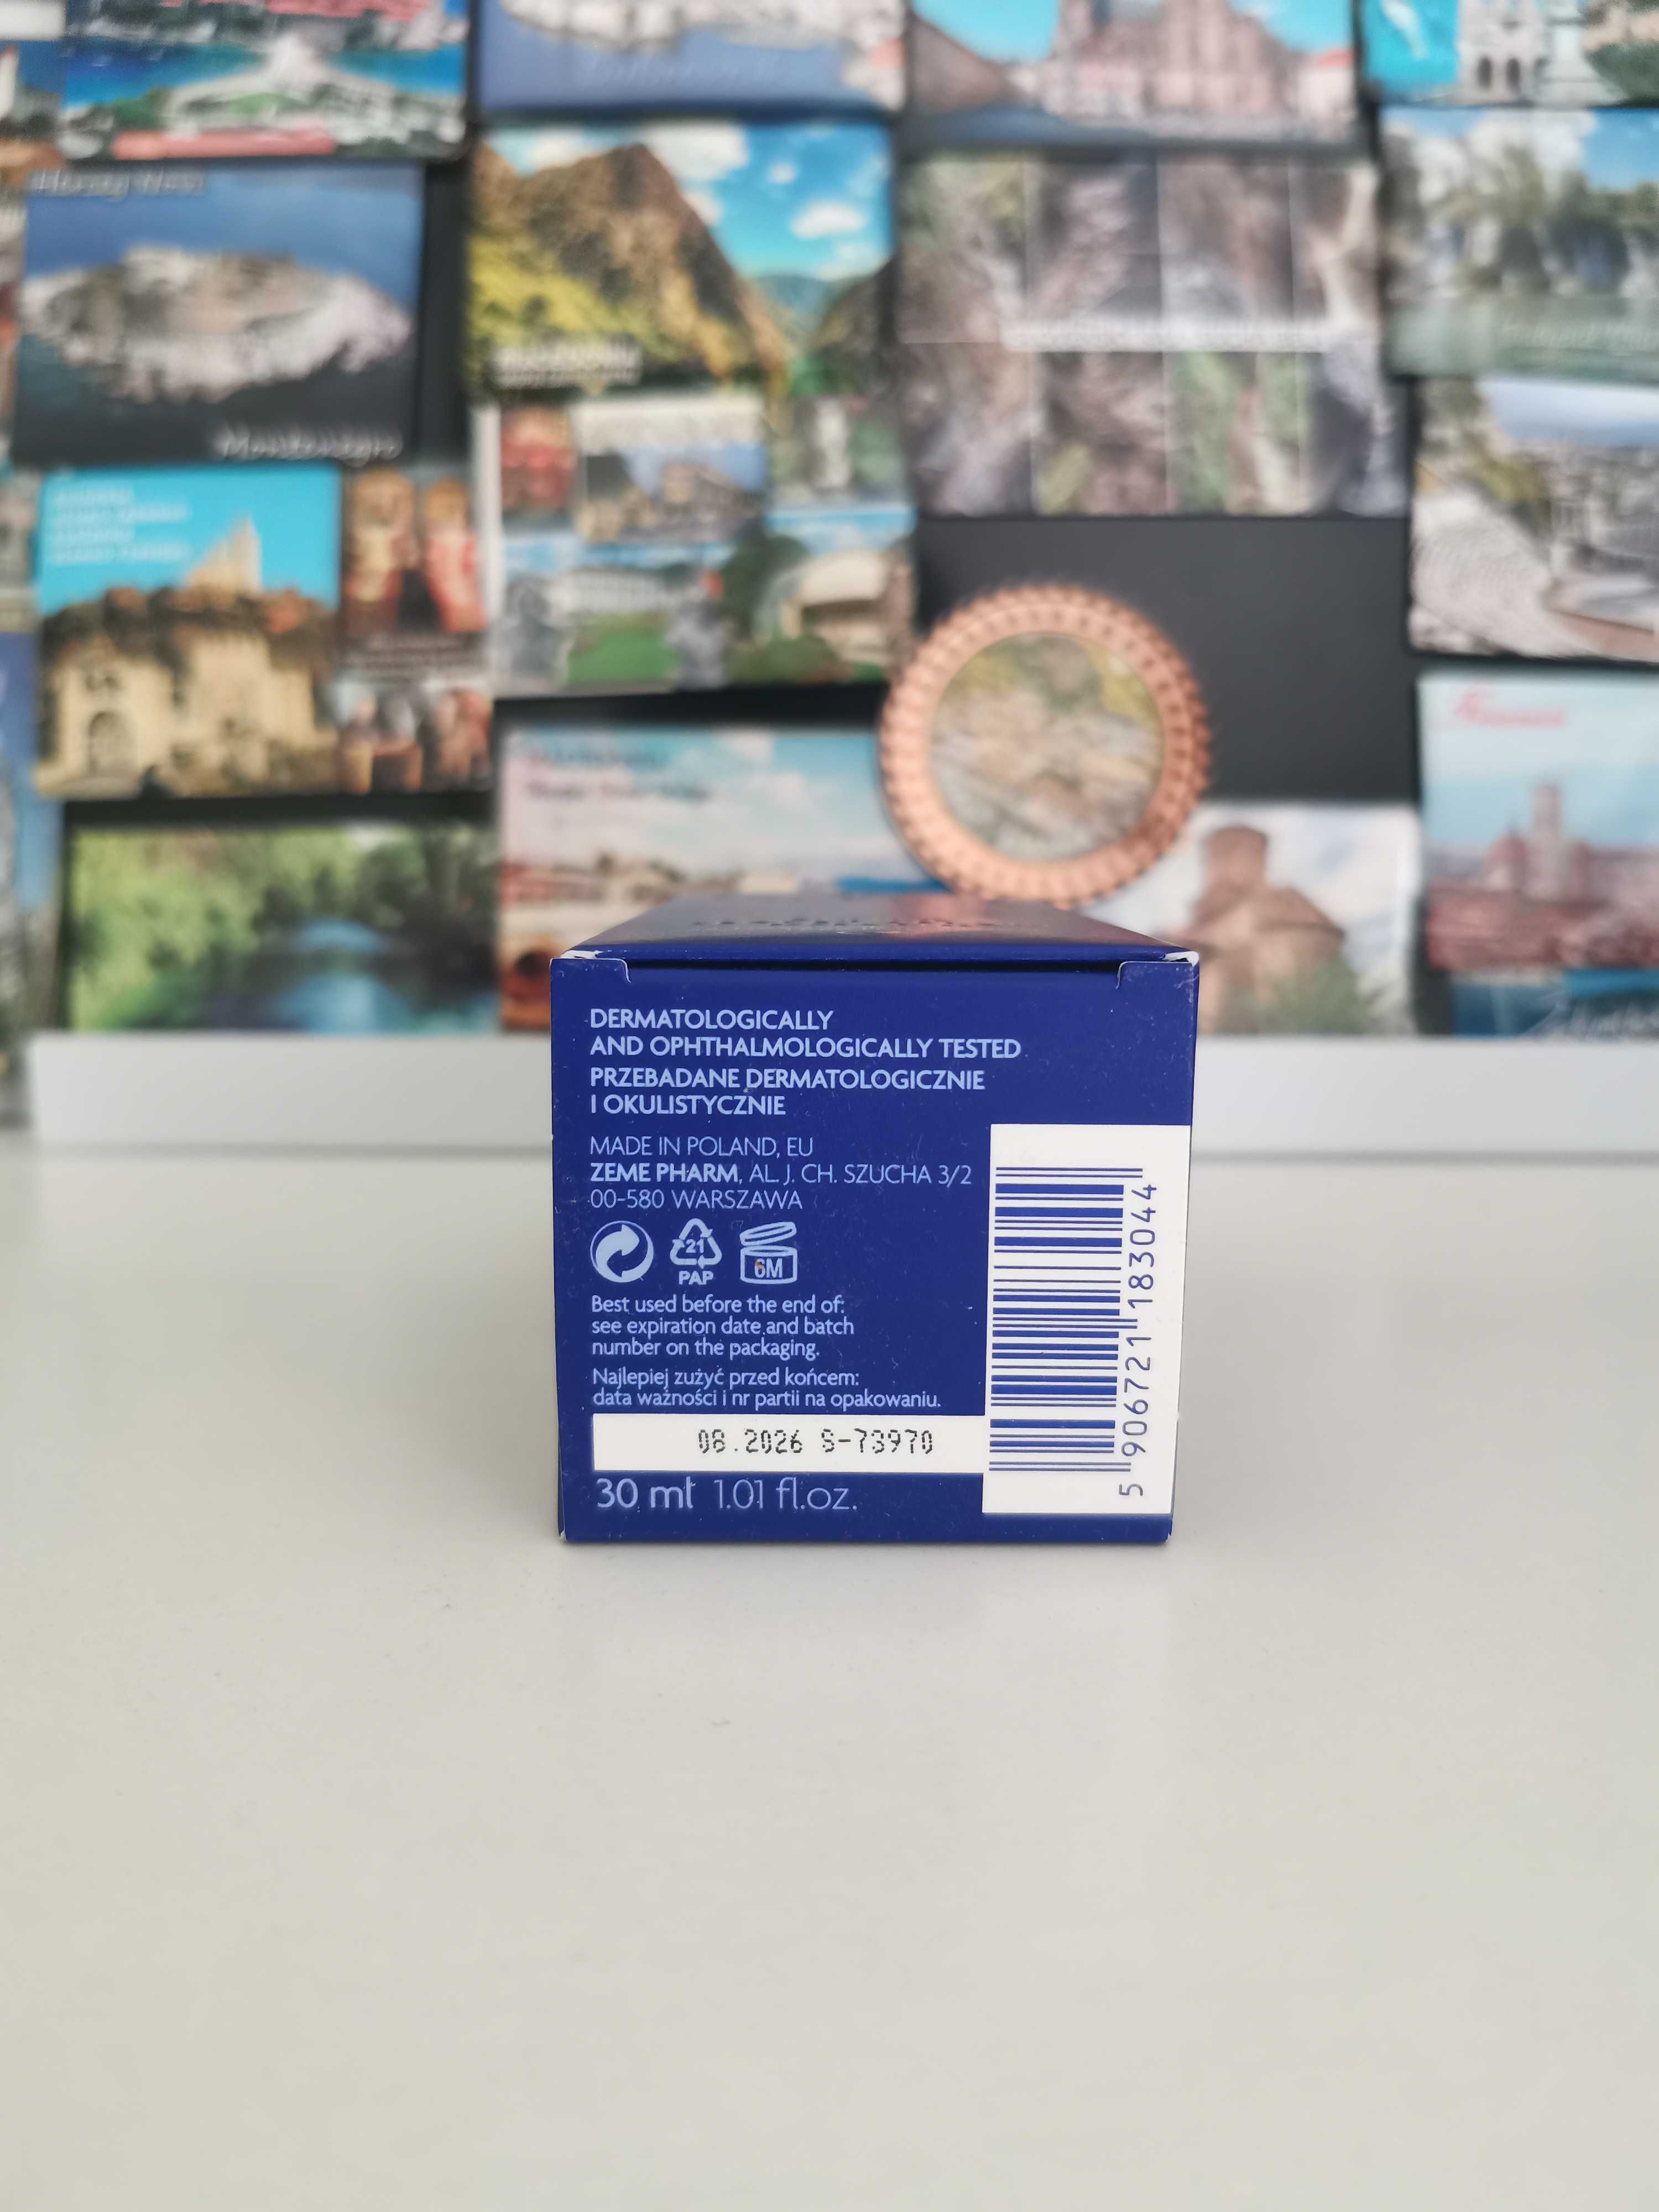 Montenegro
DERMATOLOGICALLY
AND OPHTHALMOLOGICALLY TESTED
PRZEBADANE DERMATOLOGICZNIE
I OKULISTYCZNIE
MADE IN POLAND, EU
ZEME PHARM, AL. J. CH. SZUCHA 3/2
00-580 WARSZAWA
21
PAP
6M
Best used before the end of:
see expiration date and batch
number on the packaging.
Najlepiej zużyć przed końcem:
data ważności i nr partii na opakowaniu.
08.2026 S-73970
30 ml 1.01 fl.oz.
5 906721 183044